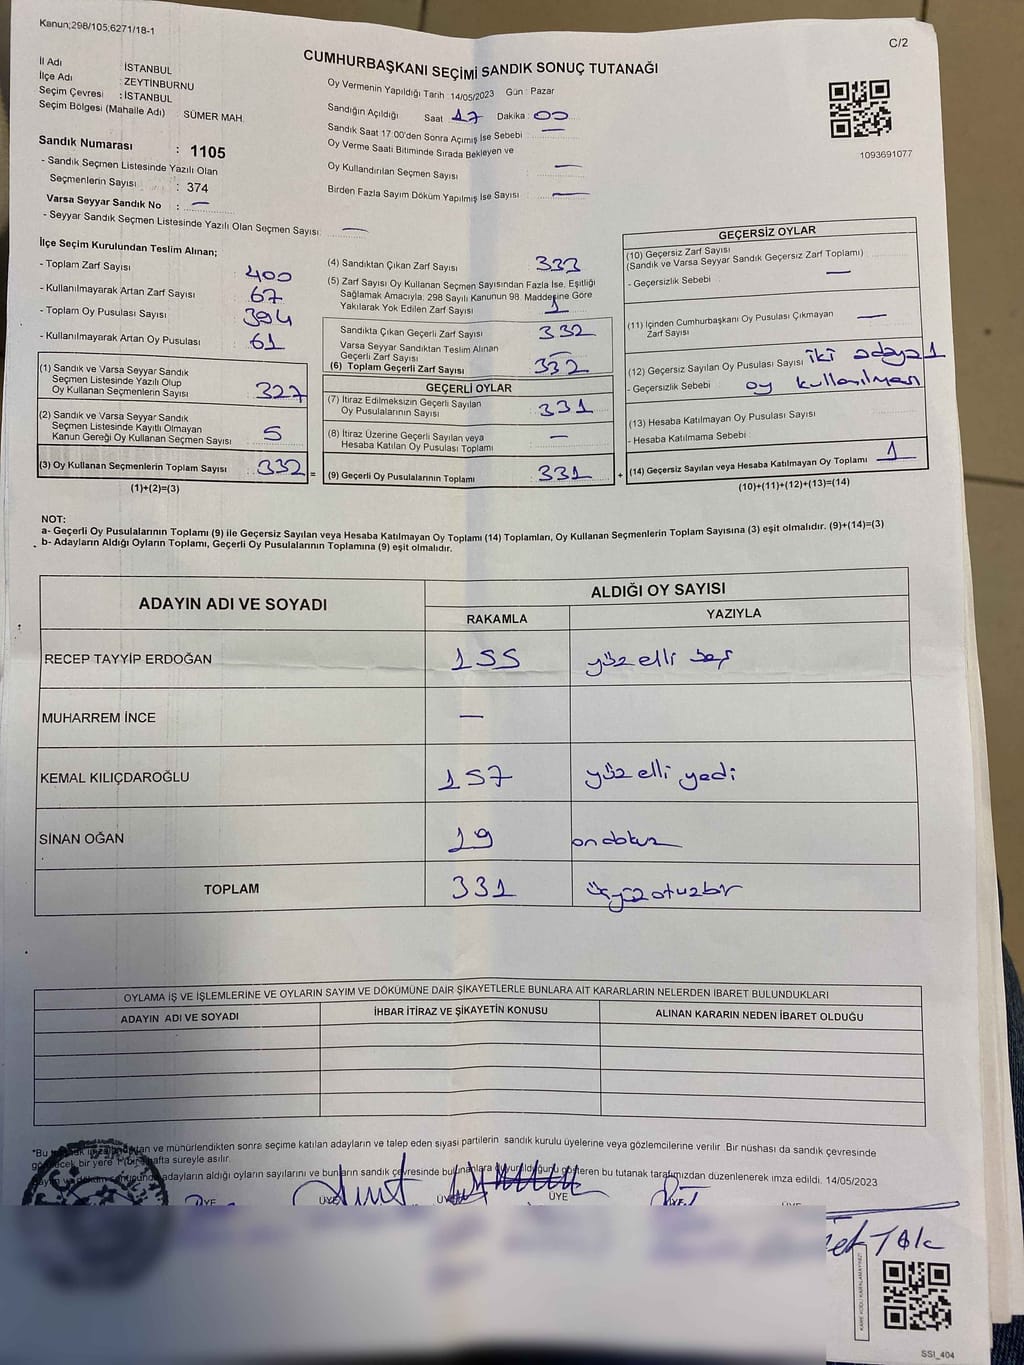 Kanun;298/105;6271/18-1
C/2
CUMHURBAŞKANI SEÇİMİ SANDIK SONUÇ TUTANAĞI
İl Adı : İSTANBUL
İlçe Adı : ZEYTİNBURNU
Seçim Çevresi : İSTANBUL
Seçim Bölgesi (Mahalle Adı) : SÜMER MAH.
Oy Vermenin Yapıldığı Tarih 14/05/2023 Gün : Pazar
Sandığın Açıldığı Saat 17 Dakika : 00
Sandık Saat 17:00'den Sonra Açımış İse Sebebi : —
Oy Verme Saati Bitiminde Sırada Bekleyen ve
Oy Kullandırılan Seçmen Sayısı : —
Birden Fazla Sayım Döküm Yapılmış İse Sayısı : —
1093691077
Sandık Numarası : 1105
- Sandık Seçmen Listesinde Yazılı Olan
Seçmenlerin Sayısı : 374
Varsa Seyyar Sandık No : —
- Seyyar Sandık Seçmen Listesinde Yazılı Olan Seçmen Sayısı: —
İlçe Seçim Kurulundan Teslim Alınan;
- Toplam Zarf Sayısı : 400
- Kullanılmayarak Artan Zarf Sayısı : 67
- Toplam Oy Pusulası Sayısı : 394
- Kullanılmayarak Artan Oy Pusulası : 61
(1) Sandık ve Varsa Seyyar Sandık
Seçmen Listesinde Yazılı Olup
Oy Kullanan Seçmenlerin Sayısı : 327
(2) Sandık ve Varsa Seyyar Sandık
Seçmen Listesinde Kayıtlı Olmayan
Kanun Gereği Oy Kullanan Seçmen Sayısı : 5
(3) Oy Kullanan Seçmenlerin Toplam Sayısı : 332 =
(1)+(2)=(3)
(4) Sandıktan Çıkan Zarf Sayısı : 333
(5) Zarf Sayısı Oy Kullanan Seçmen Sayısından Fazla İse, Eşitliği
Sağlamak Amacıyla; 298 Sayılı Kanunun 98. Maddesine Göre
Yakılarak Yok Edilen Zarf Sayısı : 1
Sandıkta Çıkan Geçerli Zarf Sayısı : 332
Varsa Seyyar Sandıktan Teslim Alınan
Geçerli Zarf Sayısı : —
(6) Toplam Geçerli Zarf Sayısı : 332
GEÇERLİ OYLAR
(7) İtiraz Edilmeksizin Geçerli Sayılan
Oy Pusulalarının Sayısı : 331
(8) İtiraz Üzerine Geçerli Sayılan veya
Hesaba Katılan Oy Pusulası Toplamı : —
(9) Geçerli Oy Pusulalarının Toplamı : 331 +
GEÇERSİZ OYLAR
(10) Geçersiz Zarf Sayısı
(Sandık ve Varsa Seyyar Sandık Geçersiz Zarf Toplamı) :
- Geçersizlik Sebebi : —
(11) İçinden Cumhurbaşkanı Oy Pusulası Çıkmayan
Zarf Sayısı : —
(12) Geçersiz Sayılan Oy Pusulası Sayısı : iki adaya 1
- Geçersizlik Sebebi : oy kullanılması
(13) Hesaba Katılmayan Oy Pusulası Sayısı :
- Hesaba Katılmama Sebebi :
(14) Geçersiz Sayılan veya Hesaba Katılmayan Oy Toplamı : 1
(10)+(11)+(12)+(13)=(14)
NOT:
a- Geçerli Oy Pusulalarının Toplamı (9) ile Geçersiz Sayılan veya Hesaba Katılmayan Oy Toplamı (14) Toplamları, Oy Kullanan Seçmenlerin Toplam Sayısına (3) eşit olmalıdır. (9)+(14)=(3)
b- Adayların Aldığı Oyların Toplamı, Geçerli Oy Pusulalarının Toplamına (9) eşit olmalıdır.
ADAYIN ADI VE SOYADI
ALDIĞI OY SAYISI
RAKAMLA YAZIYLA
RECEP TAYYİP ERDOĞAN 155 yüz elli beş
MUHARREM İNCE —
KEMAL KILIÇDAROĞLU 157 yüz elli yedi
SİNAN OĞAN 19 on dokuz
TOPLAM 331 üçyüzotuzbir
OYLAMA İŞ VE İŞLEMLERİNE VE OYLARIN SAYIM VE DÖKÜMÜNE DAİR ŞİKAYETLERLE BUNLARA AİT KARARLARIN NELERDEN İBARET BULUNDUKLARI
ADAYIN ADI VE SOYADI İHBAR İTİRAZ VE ŞİKAYETİN KONUSU ALINAN KARARIN NEDEN İBARET OLDUĞU
"Bu tutanak imzalandıktan ve mühürlendikten sonra seçime katılan adayların ve talep eden siyasi partilerin sandık kurulu üyelerine veya gözlemcilerine verilir. Bir nüshası da sandık çevresinde
görülecek bir yere 1 (bir) hafta süreyle asılır.
Sayım ve döküm sonucunda adayların aldığı oyların sayılarını ve bunların sandık çevresinde bulunanlara duyurulduğunu gösteren bu tutanak tarafımızdan düzenlenerek imza edildi. 14/05/2023
ÜYE ÜYE ÜYE ÜYE ÜYE ÜYE
KARE KODU KARALAMAYINIZ!
SSI_404